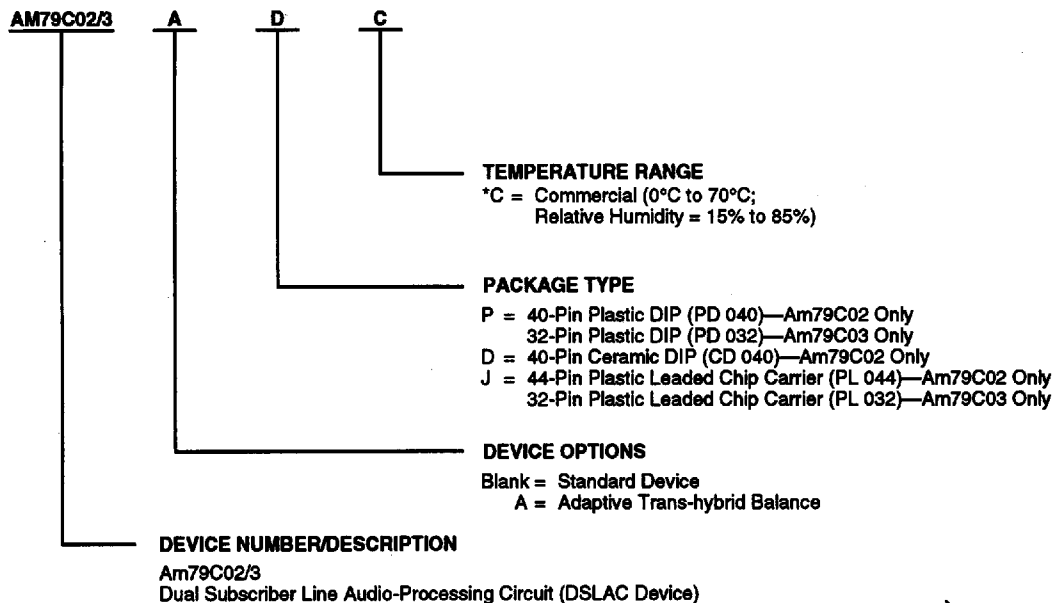 AM79C02/3 A D C
TEMPERATURE RANGE
*C = Commercial (0°C to 70°C;
Relative Humidity = 15% to 85%)
PACKAGE TYPE
P = 40-Pin Plastic DIP (PD 040)—Am79C02 Only
32-Pin Plastic DIP (PD 032)—Am79C03 Only
D = 40-Pin Ceramic DIP (CD 040)—Am79C02 Only
J = 44-Pin Plastic Leaded Chip Carrier (PL 044)—Am79C02 Only
32-Pin Plastic Leaded Chip Carrier (PL 032)—Am79C03 Only
DEVICE OPTIONS
Blank = Standard Device
A = Adaptive Trans-hybrid Balance
DEVICE NUMBER/DESCRIPTION
Am79C02/3
Dual Subscriber Line Audio-Processing Circuit (DSLAC Device)